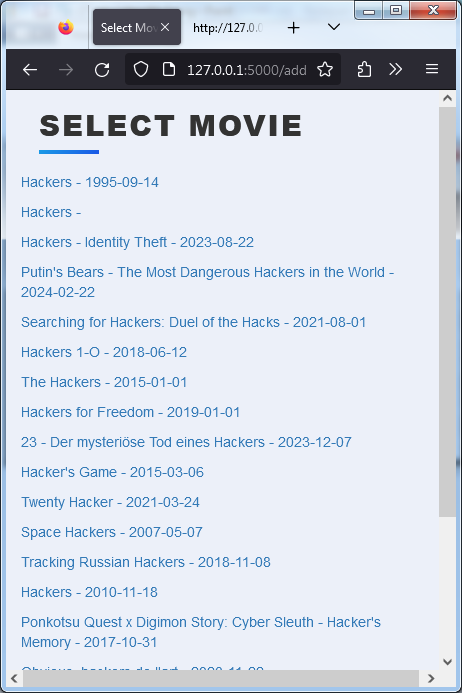 Select Mov
http://127.0.0
127.0.0.1:5000/add
SELECT MOVIE
Hackers - 1995-09-14
Hackers -
Hackers - Identity Theft - 2023-08-22
Putin's Bears - The Most Dangerous Hackers in the World -
2024-02-22
Searching for Hackers: Duel of the Hacks - 2021-08-01
Hackers 1-O - 2018-06-12
The Hackers - 2015-01-01
Hackers for Freedom - 2019-01-01
23 - Der mysteriöse Tod eines Hackers - 2023-12-07
Hacker's Game - 2015-03-06
Twenty Hacker - 2021-03-24
Space Hackers - 2007-05-07
Tracking Russian Hackers - 2018-11-08
Hackers - 2010-11-18
Ponkotsu Quest x Digimon Story: Cyber Sleuth - Hacker's
Memory - 2017-10-31